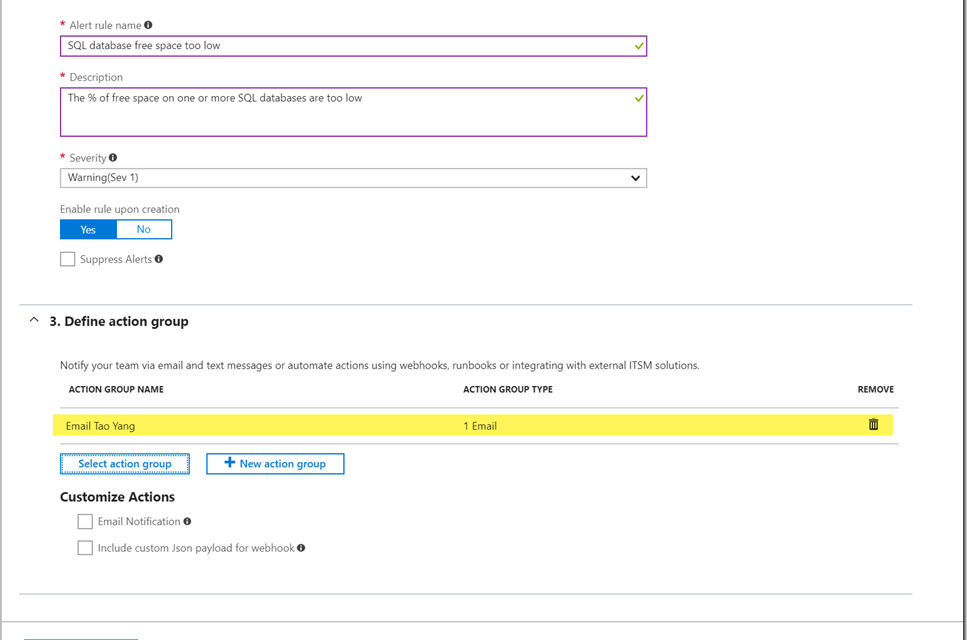 * Alert rule name
SQL database free space too low
* Description
The % of free space on one or more SQL databases are too low
* Severity
Warning(Sev 1)
Enable rule upon creation
Yes No
Suppress Alerts
3. Define action group
Notify your team via email and text messages or automate actions using webhooks, runbooks or integrating with external ITSM solutions.
ACTION GROUP NAME ACTION GROUP TYPE REMOVE
Email Tao Yang 1 Email
Select action group + New action group
Customize Actions
Email Notification
Include custom Json payload for webhook